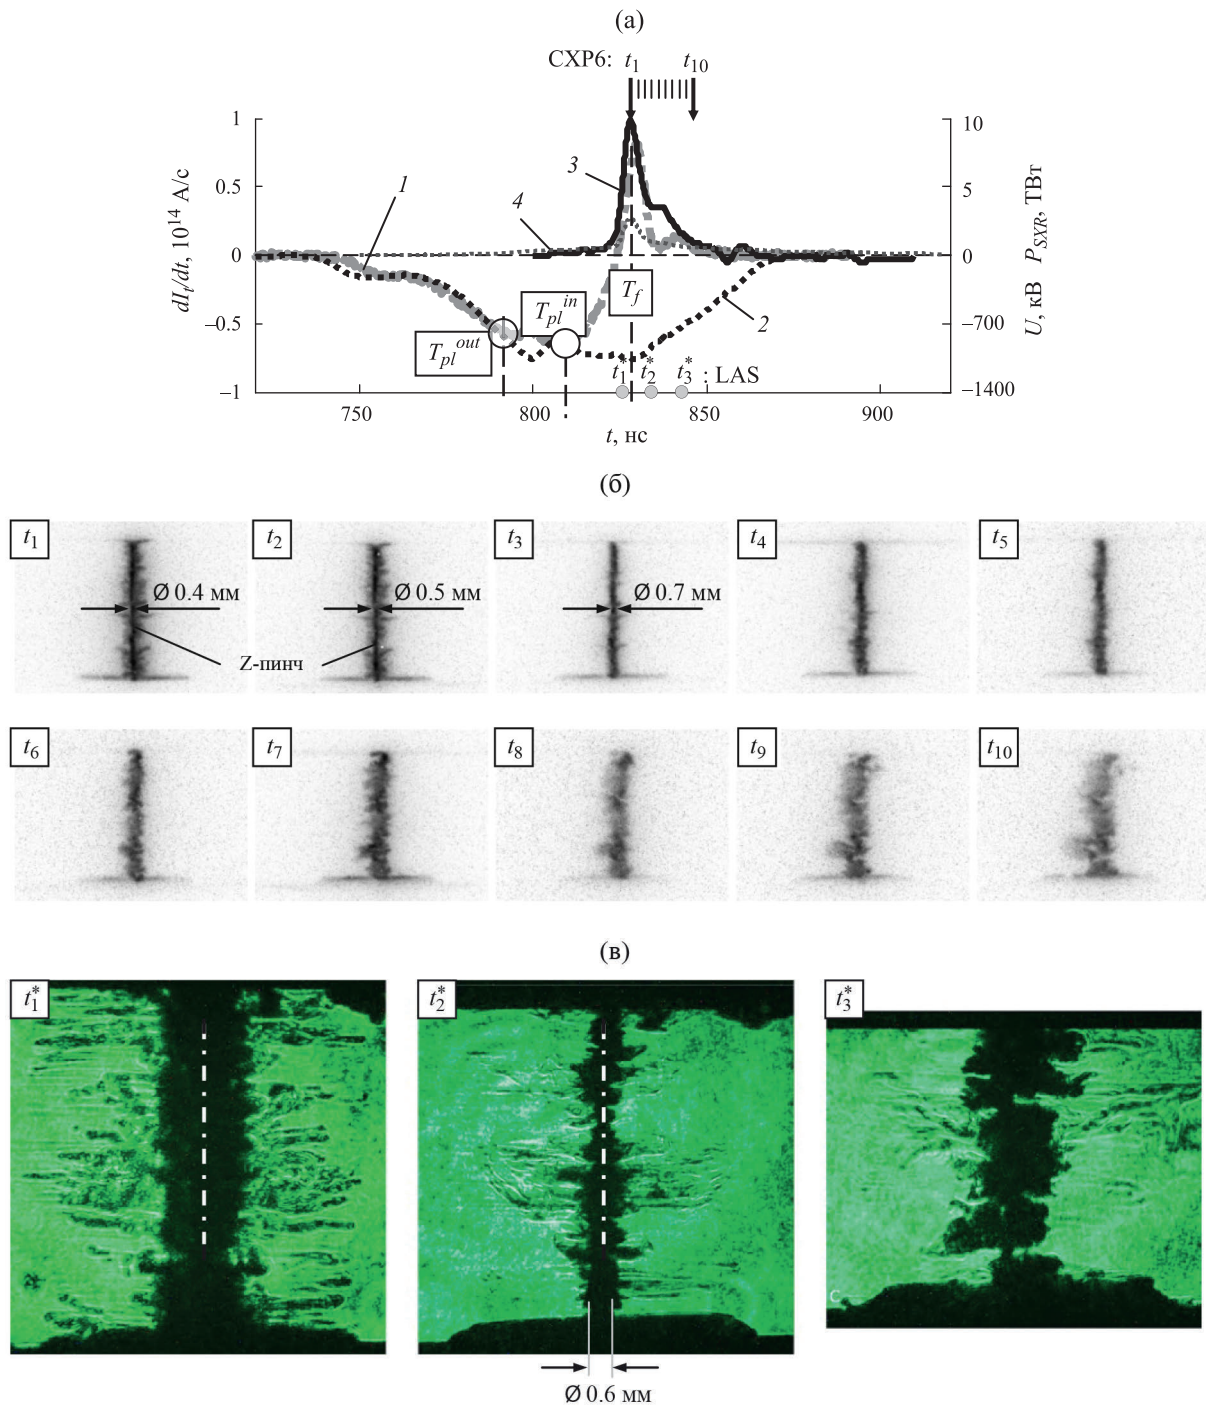 (а)
СХР6: t1 t10
1 10
0.5 5
0 0
–0.5 –700
–1 –1400
dIt/dt, 10^14 А/с
U, кВ PSXR, ТВт
1
4
3
2
Tpl^out
Tpl^in
Tf
t1* t2* t3* : LAS
750 800 850 900
t, нс
(б)
t1 t2 t3 t4 t5
Ø 0.4 мм Ø 0.5 мм Ø 0.7 мм
Z-пинч
t6 t7 t8 t9 t10
(в)
t1* t2* t3*
C
Ø 0.6 мм